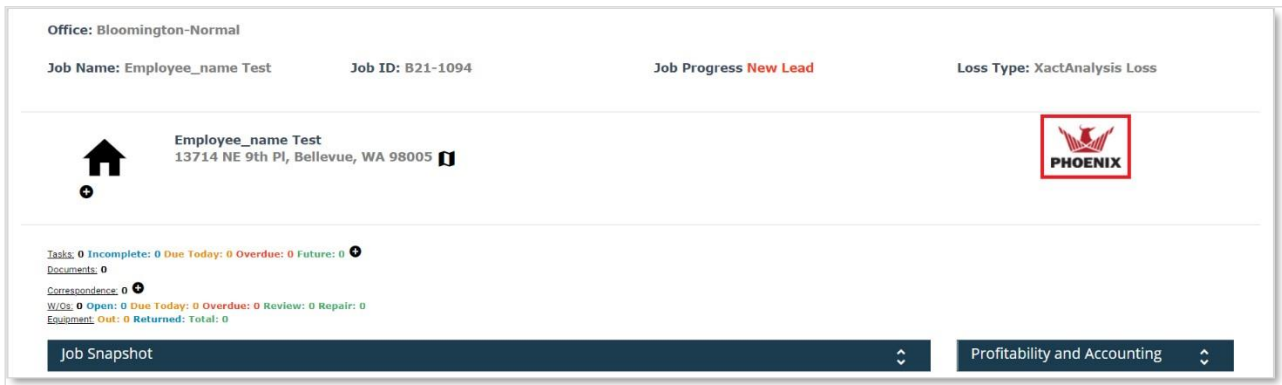 Office: Bloomington-Normal
Job Name: Employee_name Test Job ID: B21-1094 Job Progress New Lead Loss Type: XactAnalysis Loss
Employee_name Test
13714 NE 9th Pl, Bellevue, WA 98005
PHOENIX
Tasks: 0 Incomplete: 0 Due Today: 0 Overdue: 0 Future: 0
Documents: 0
Correspondence: 0
W/Os: 0 Open: 0 Due Today: 0 Overdue: 0 Review: 0 Repair: 0
Equipment: Out: 0 Returned: Total: 0
Job Snapshot Profitability and Accounting